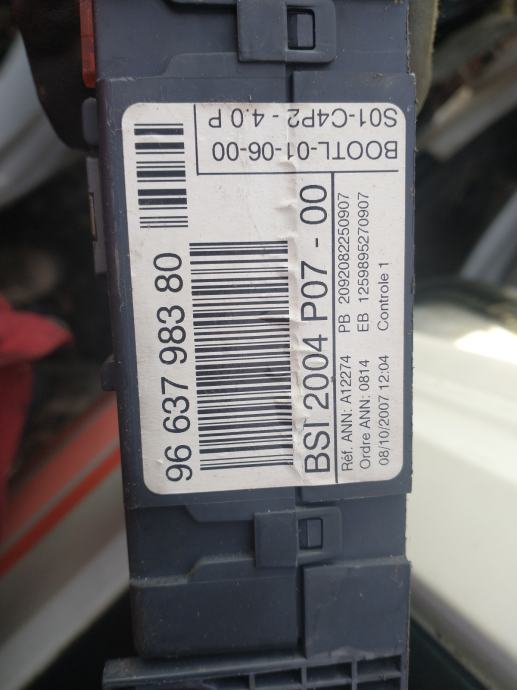 96 637 983 80
BSI 2004 P07 - 00
Réf. ANN: A12274 PB 2092082250907
Ordre ANN: 0814 EB 1259895270907
08/10/2007 12:04 Controle 1
BOOTL-01-06-00
S01-C4P2 - 4.0 P